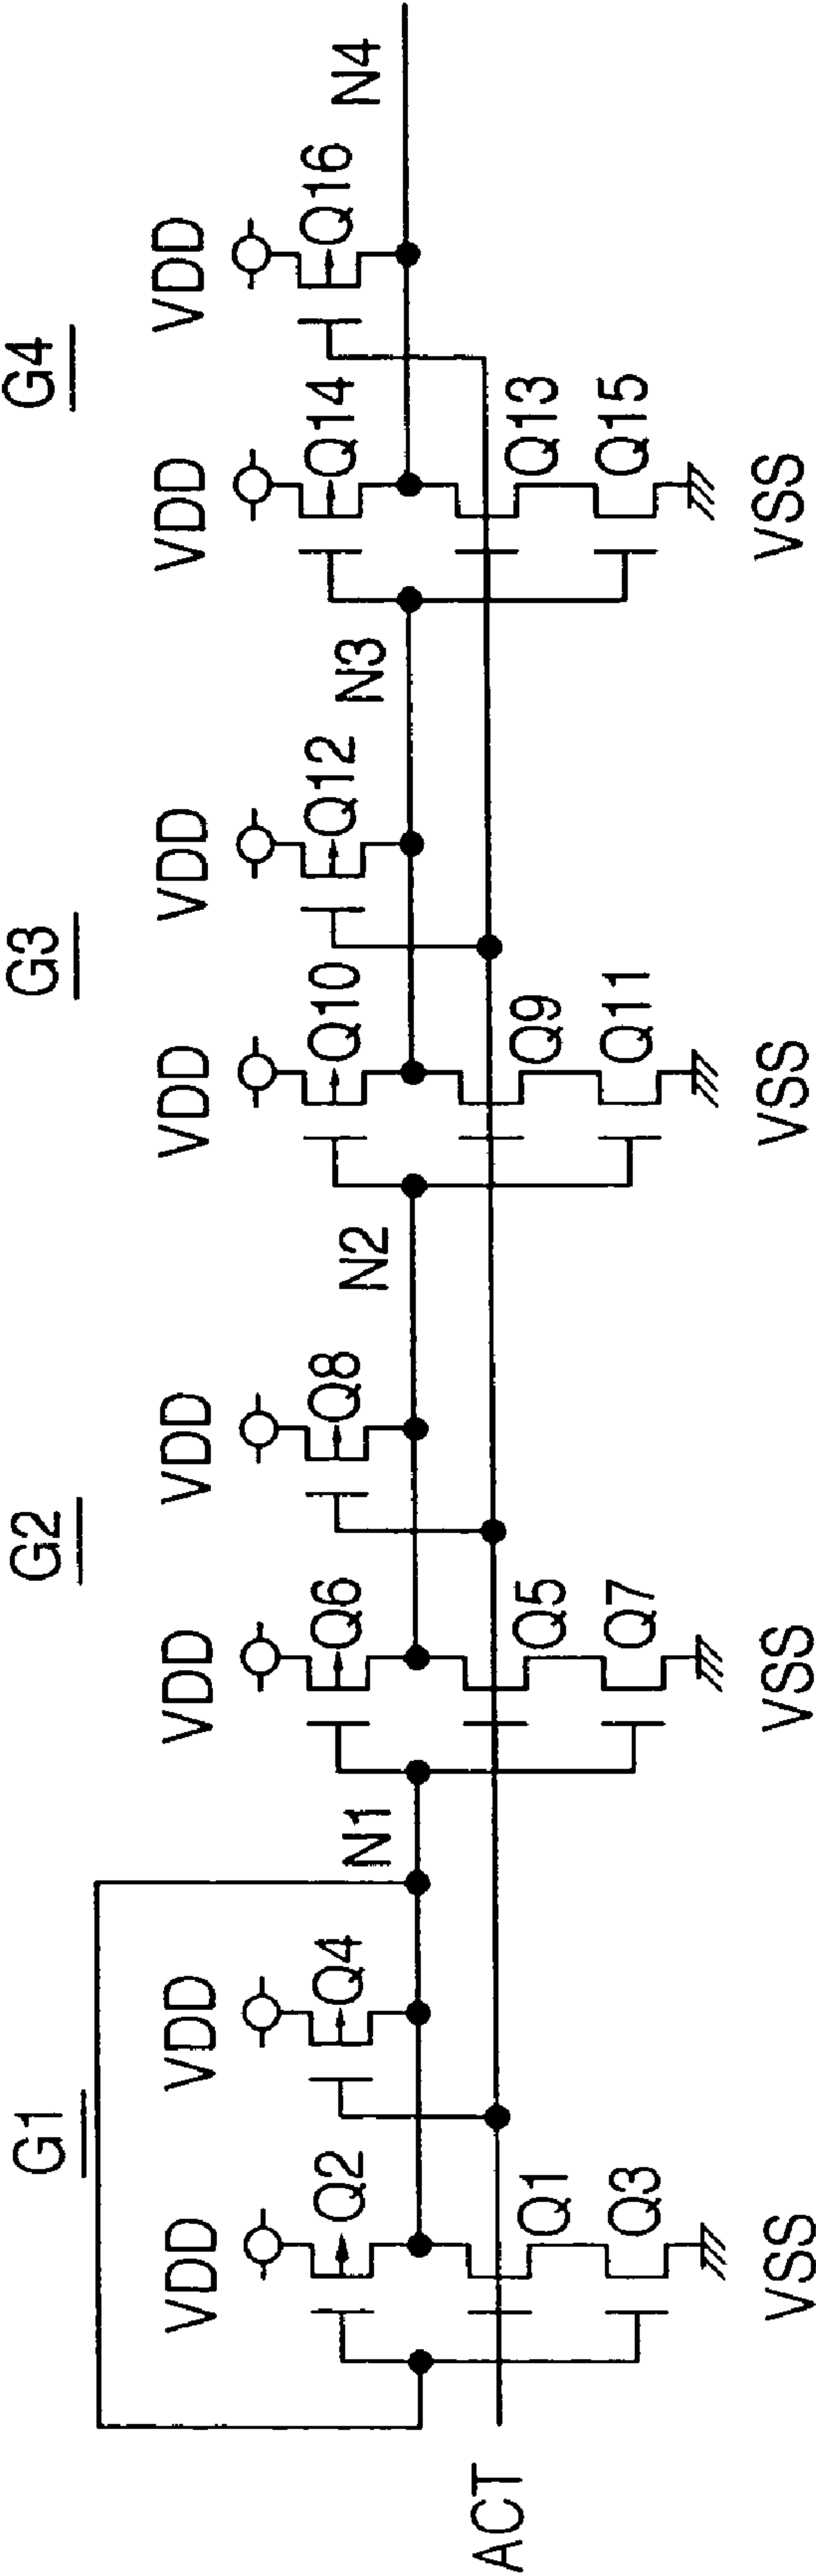 G1 G2 G3 G4
VDD VDD VDD VDD VDD VDD VDD VDD
Q2 Q4 Q6 Q8 Q10 Q12 Q14 Q16
N1 N2 N3 N4
Q1 Q5 Q9 Q13
Q3 Q7 Q11 Q15
ACT
VSS VSS VSS VSS